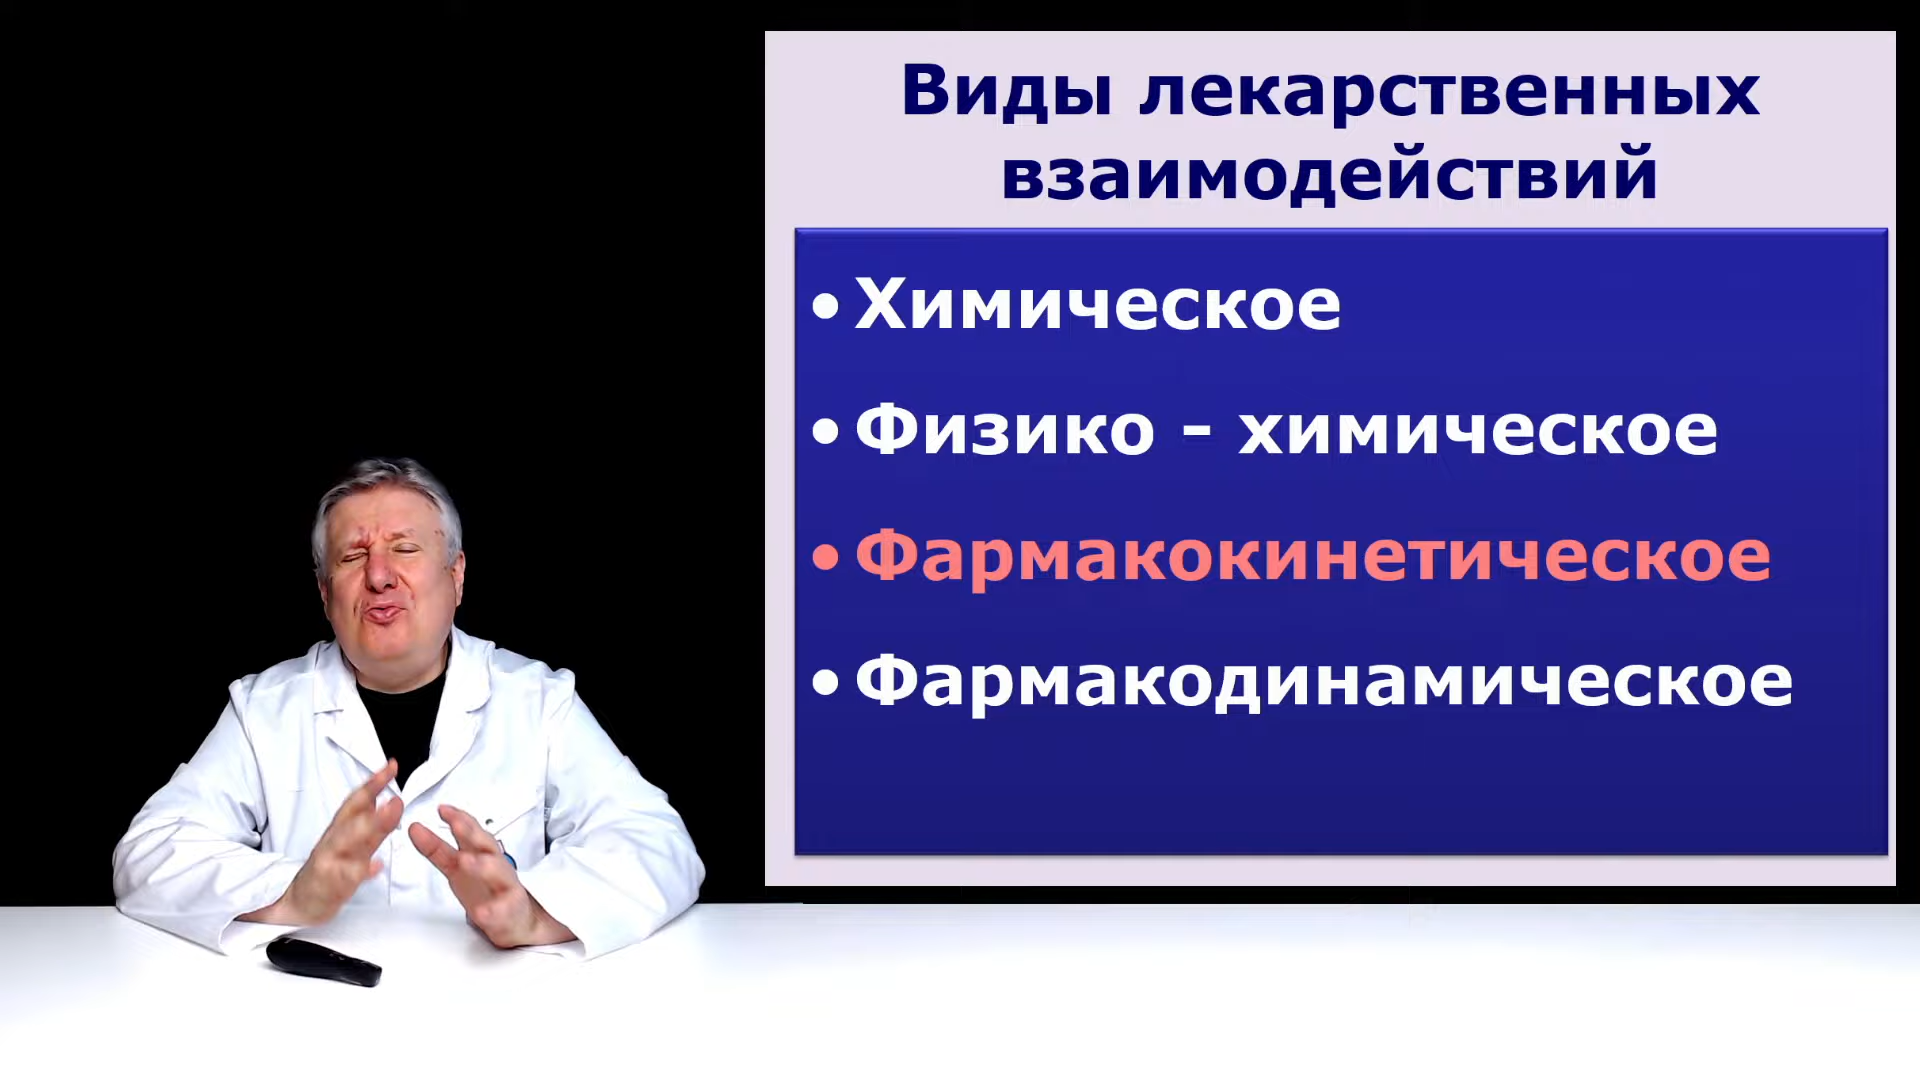 Виды лекарственных
взаимодействий
• Химическое
• Физико – химическое
• Фармакокинетическое
• Фармакодинамическое